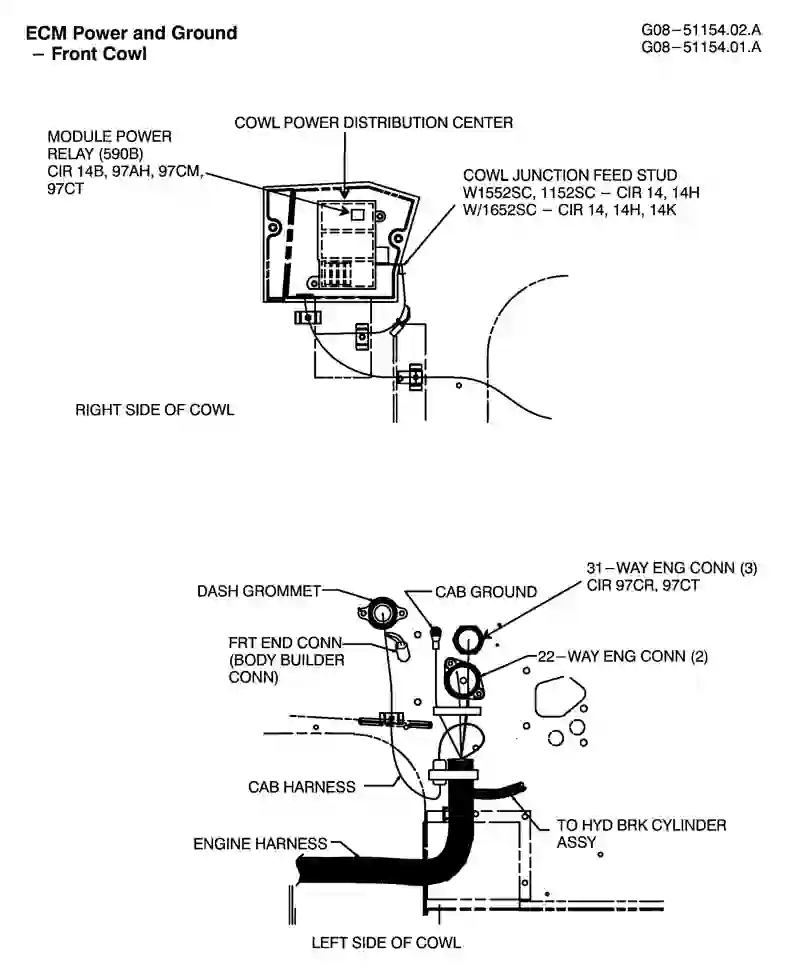 ECM Power and Ground
– Front Cowl
G08–51154.02.A
G08–51154.01.A
COWL POWER DISTRIBUTION CENTER
MODULE POWER
RELAY (590B)
CIR 14B, 97AH, 97CM,
97CT
COWL JUNCTION FEED STUD
W1552SC, 1152SC – CIR 14, 14H
W/1652SC – CIR 14, 14H, 14K
RIGHT SIDE OF COWL
31–WAY ENG CONN (3)
CIR 97CR, 97CT
DASH GROMMET
CAB GROUND
FRT END CONN
(BODY BUILDER
CONN)
22–WAY ENG CONN (2)
CAB HARNESS
TO HYD BRK CYLINDER
ASSY
ENGINE HARNESS
LEFT SIDE OF COWL